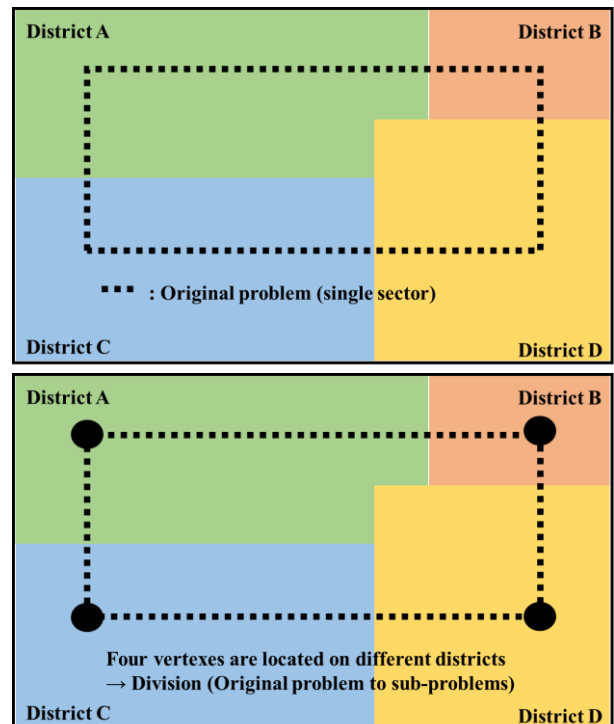 District A
District B
: Original problem (single sector)
District C
District D
District A
District B
Four vertexes are located on different districts
→ Division (Original problem to sub-problems)
District C
District D